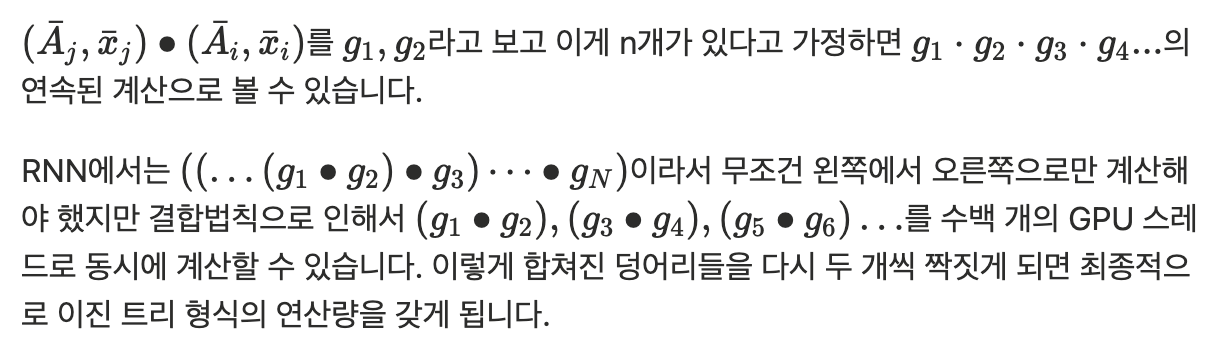 (Ā_j, x̄_j) ● (Ā_i, x̄_i)를 g_1, g_2라고 보고 이게 n개가 있다고 가정하면 g_1 · g_2 · g_3 · g_4...의
연속된 계산으로 볼 수 있습니다.
RNN에서는 ((...(g_1 ● g_2) ● g_3) ··· ● g_N)이라서 무조건 왼쪽에서 오른쪽으로만 계산해
야 했지만 결합법칙으로 인해서 (g_1 ● g_2), (g_3 ● g_4), (g_5 ● g_6) ...를 수백 개의 GPU 스레
드로 동시에 계산할 수 있습니다. 이렇게 합쳐진 덩어리들을 다시 두 개씩 짝짓게 되면 최종적으
로 이진 트리 형식의 연산량을 갖게 됩니다.